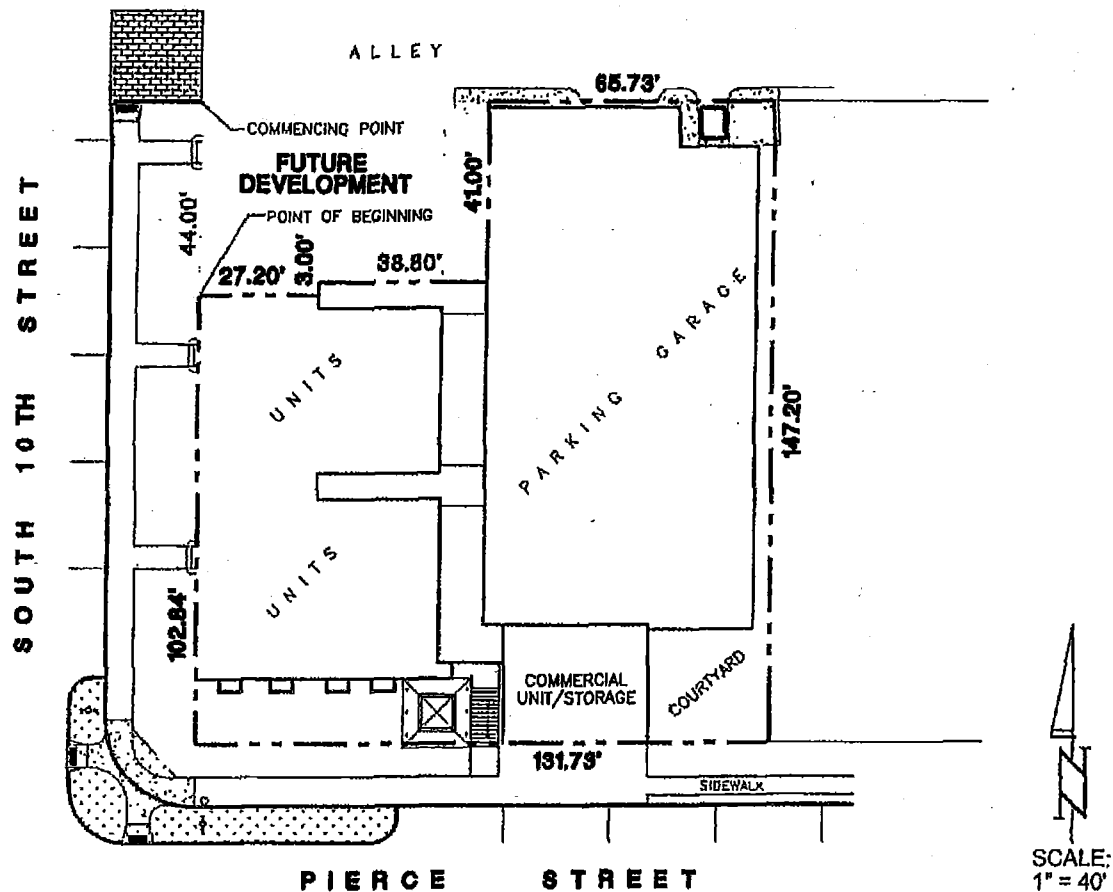 ALLEY
65.73'
COMMENCING POINT
FUTURE
DEVELOPMENT
41.00'
44.00'
POINT OF BEGINNING
27.20'
3.00'
38.80'
SOUTH 10TH STREET
UNITS
PARKING GARAGE
147.20'
UNITS
102.84'
COMMERCIAL
UNIT/STORAGE
COURTYARD
131.73'
SIDEWALK
PIERCE STREET
N
SCALE:
1" = 40'